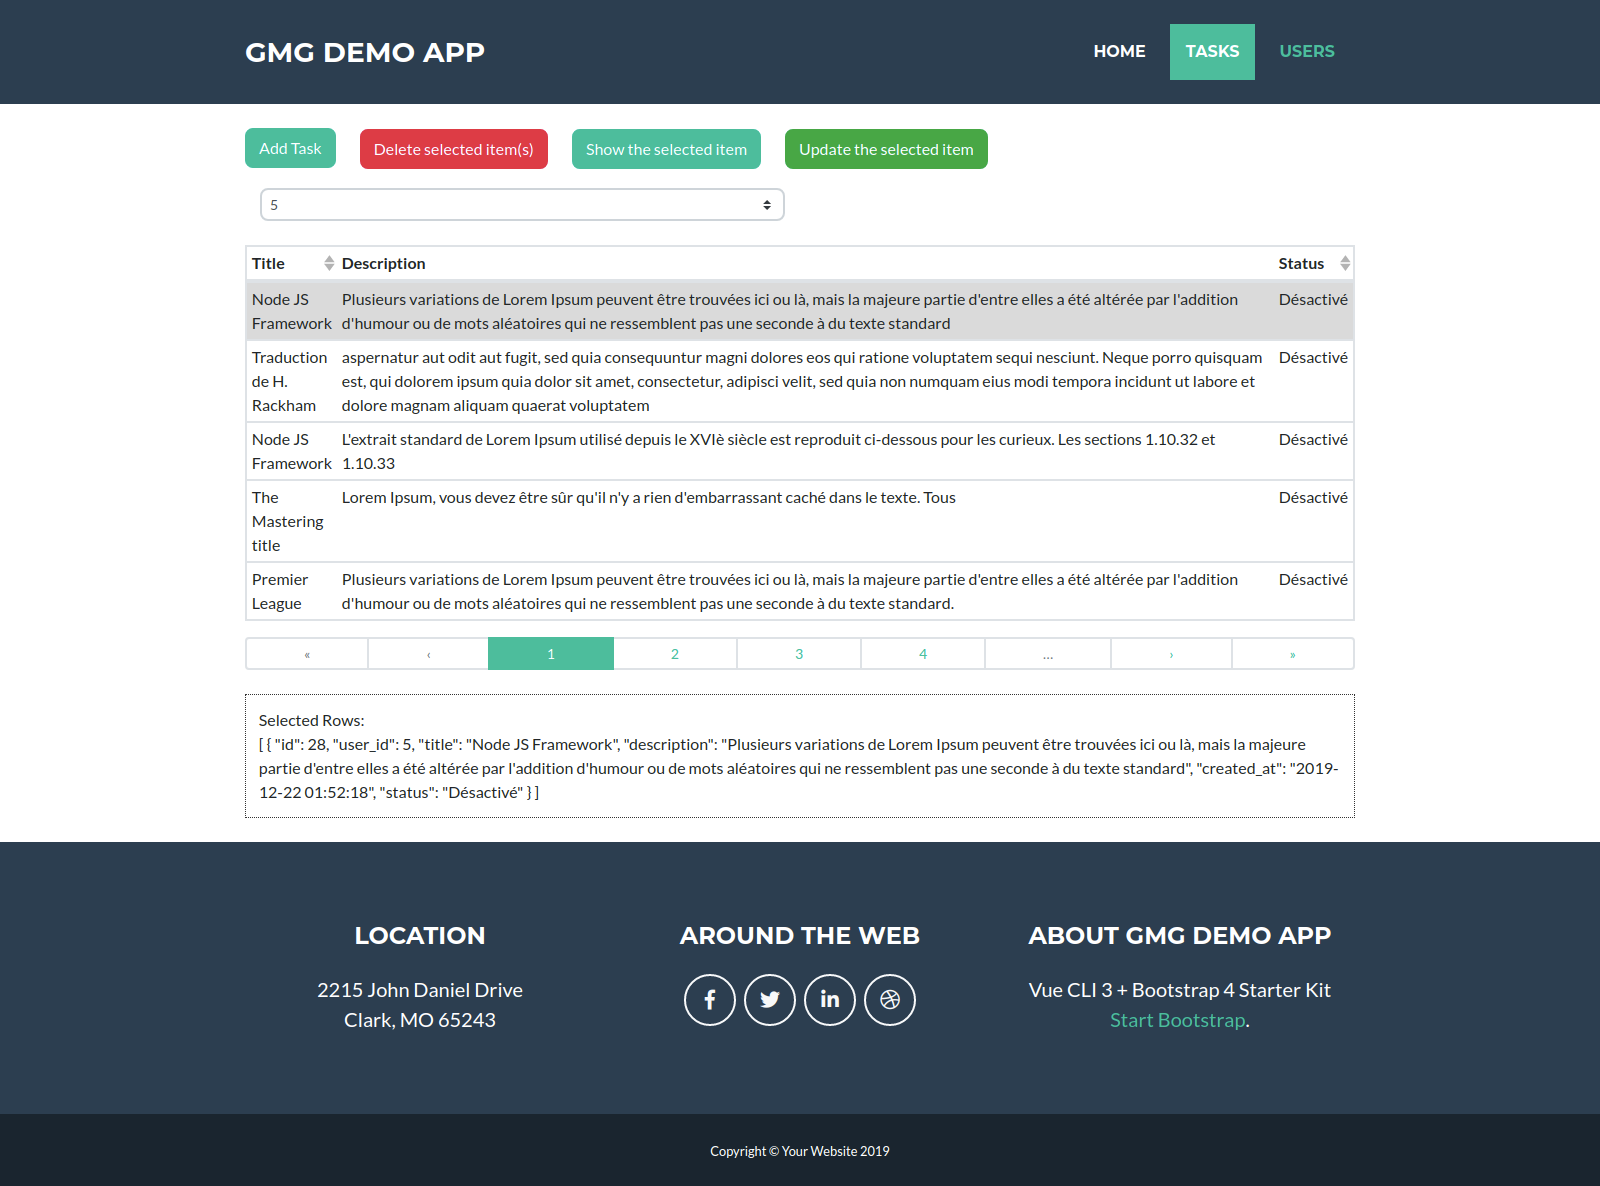 GMG DEMO APP
HOME
TASKS
USERS
Add Task
Delete selected item(s)
Show the selected item
Update the selected item
5
Title
Description
Status
Node JS
Framework
Plusieurs variations de Lorem Ipsum peuvent être trouvées ici ou là, mais la majeure partie d'entre elles a été altérée par l'addition
d'humour ou de mots aléatoires qui ne ressemblent pas une seconde à du texte standard
Désactivé
Traduction
de H.
Rackham
aspernatur aut odit aut fugit, sed quia consequuntur magni dolores eos qui ratione voluptatem sequi nesciunt. Neque porro quisquam
est, qui dolorem ipsum quia dolor sit amet, consectetur, adipisci velit, sed quia non numquam eius modi tempora incidunt ut labore et
dolore magnam aliquam quaerat voluptatem
Désactivé
Node JS
Framework
L'extrait standard de Lorem Ipsum utilisé depuis le XVIè siècle est reproduit ci-dessous pour les curieux. Les sections 1.10.32 et
1.10.33
Désactivé
The
Mastering
title
Lorem Ipsum, vous devez être sûr qu'il n'y a rien d'embarrassant caché dans le texte. Tous
Désactivé
Premier
League
Plusieurs variations de Lorem Ipsum peuvent être trouvées ici ou là, mais la majeure partie d'entre elles a été altérée par l'addition
d'humour ou de mots aléatoires qui ne ressemblent pas une seconde à du texte standard.
Désactivé
« ‹ 1 2 3 4 … › »
Selected Rows:
[ { "id": 28, "user_id": 5, "title": "Node JS Framework", "description": "Plusieurs variations de Lorem Ipsum peuvent être trouvées ici ou là, mais la majeure
partie d'entre elles a été altérée par l'addition d'humour ou de mots aléatoires qui ne ressemblent pas une seconde à du texte standard", "created_at": "2019-
12-22 01:52:18", "status": "Désactivé" } ]
LOCATION
2215 John Daniel Drive
Clark, MO 65243
AROUND THE WEB
ABOUT GMG DEMO APP
Vue CLI 3 + Bootstrap 4 Starter Kit
Start Bootstrap.
Copyright © Your Website 2019